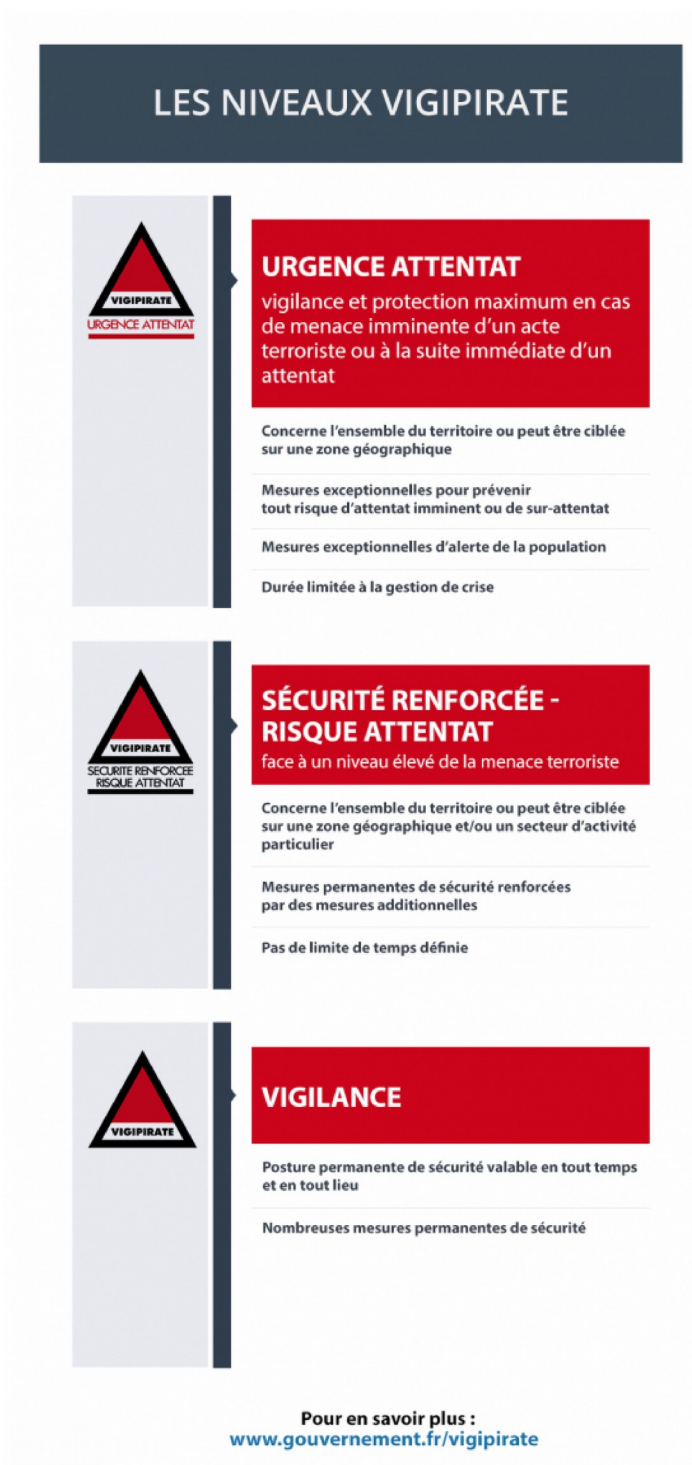 LES NIVEAUX VIGIPIRATE
VIGIPIRATE
URGENCE ATTENTAT
URGENCE ATTENTAT
vigilance et protection maximum en cas
de menace imminente d'un acte
terroriste ou à la suite immédiate d'un
attentat
Concerne l'ensemble du territoire ou peut être ciblée
sur une zone géographique
Mesures exceptionnelles pour prévenir
tout risque d'attentat imminent ou de sur-attentat
Mesures exceptionnelles d'alerte de la population
Durée limitée à la gestion de crise
VIGIPIRATE
SECURITE RENFORCEE
RISQUE ATTENTAT
SÉCURITÉ RENFORCÉE -
RISQUE ATTENTAT
face à un niveau élevé de la menace terroriste
Concerne l'ensemble du territoire ou peut être ciblée
sur une zone géographique et/ou un secteur d'activité
particulier
Mesures permanentes de sécurité renforcées
par des mesures additionnelles
Pas de limite de temps définie
VIGIPIRATE
VIGILANCE
Posture permanente de sécurité valable en tout temps
et en tout lieu
Nombreuses mesures permanentes de sécurité
Pour en savoir plus :
www.gouvernement.fr/vigipirate